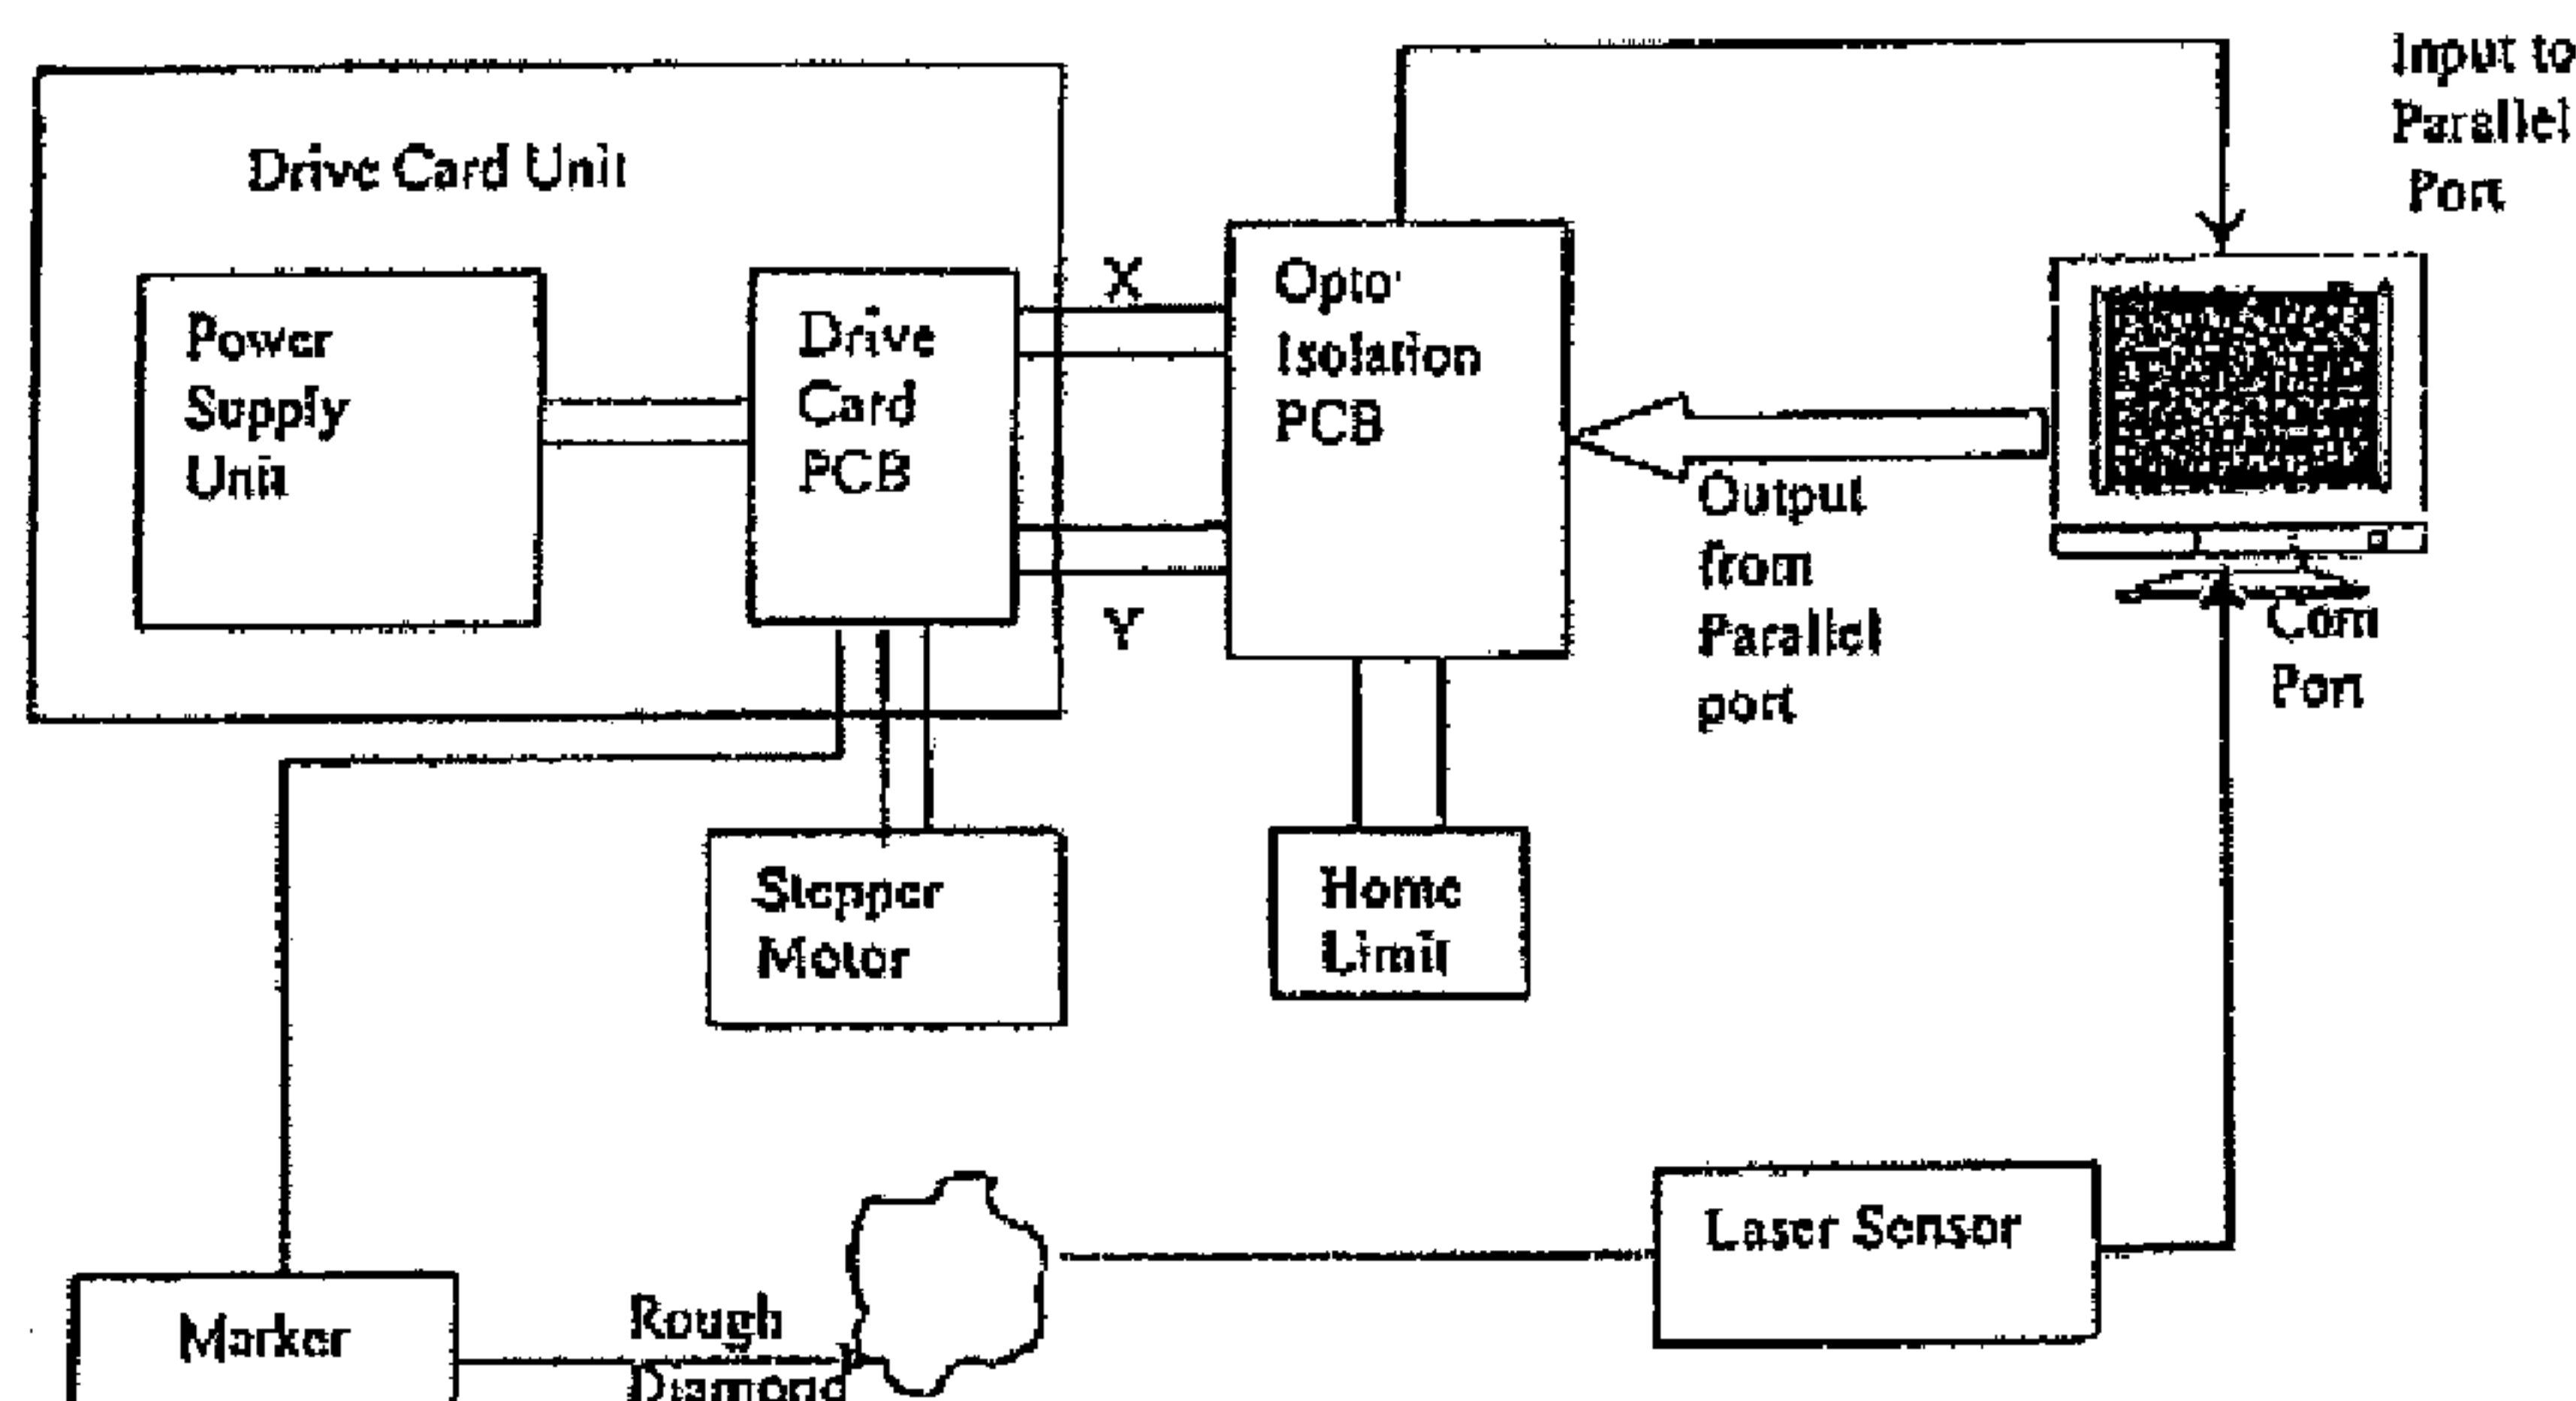 Input to
Parallel
Port
Drive Card Unit
Power
Supply
Unit
Drive
Card
PCB
X
Y
Opto
Isolation
PCB
Output
from
Parallel
port
Com
Port
Stepper
Motor
Home
Limit
Laser Sensor
Marker
Rough
Diamond